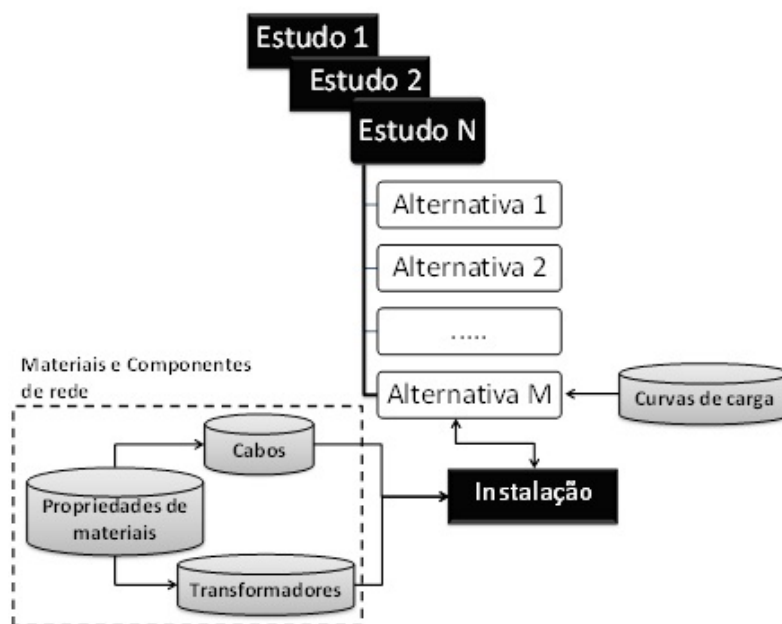 Estudo 1
Estudo 2
Estudo N
Alternativa 1
Alternativa 2
.....
Materiais e Componentes
de rede
Alternativa M
Curvas de carga
Cabos
Instalação
Propriedades de
materiais
Transformadores